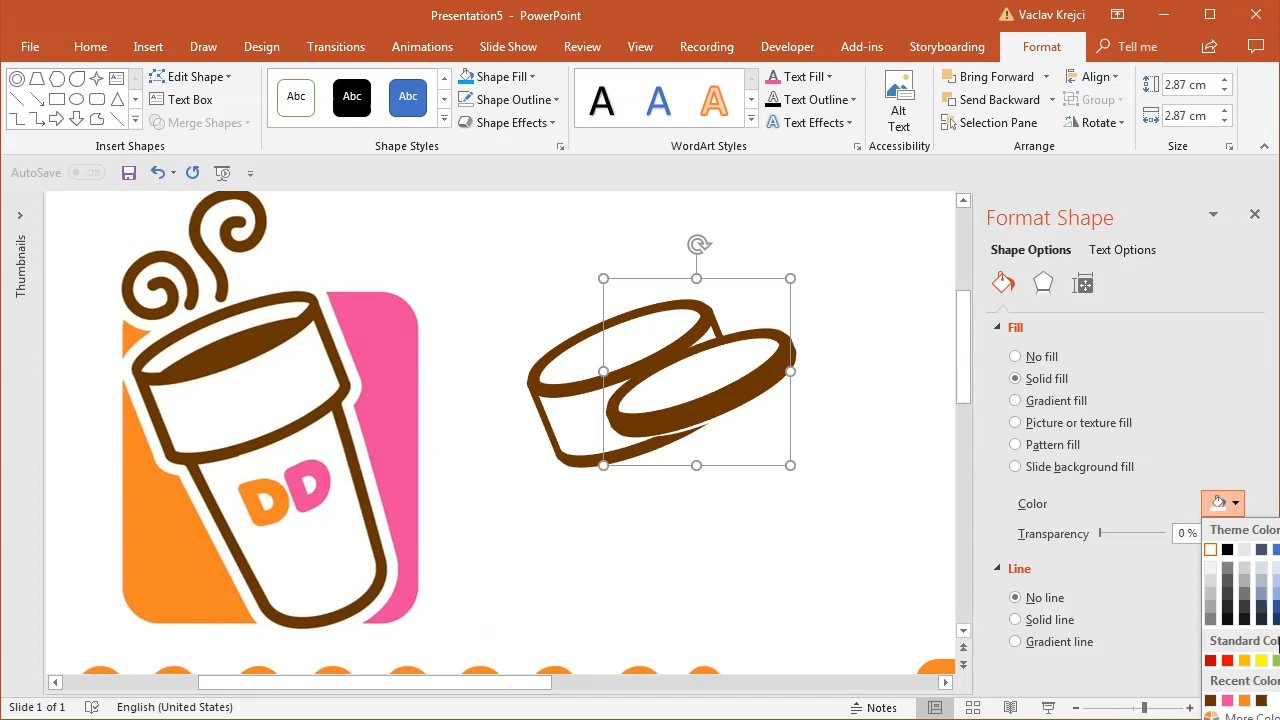 Presentation5 - PowerPoint
Vaclav Krejci
File Home Insert Draw Design Transitions Animations Slide Show Review View Recording Developer Add-ins Storyboarding Format Tell me
Edit Shape
Text Box
Merge Shapes
Insert Shapes
Abc Abc Abc
Shape Fill
Shape Outline
Shape Effects
Shape Styles
A A A
Text Fill
Text Outline
Text Effects
WordArt Styles
Alt
Text
Accessibility
Bring Forward
Send Backward
Selection Pane
Align
Group
Rotate
Arrange
2.87 cm
2.87 cm
Size
AutoSave Off
Thumbnails
DD
Format Shape
Shape Options Text Options
Fill
No fill
Solid fill
Gradient fill
Picture or texture fill
Pattern fill
Slide background fill
Color
Transparency 0 %
Line
No line
Solid line
Gradient line
Theme Color
Standard Col
Recent Color
More Co
Slide 1 of 1 English (United States) Notes